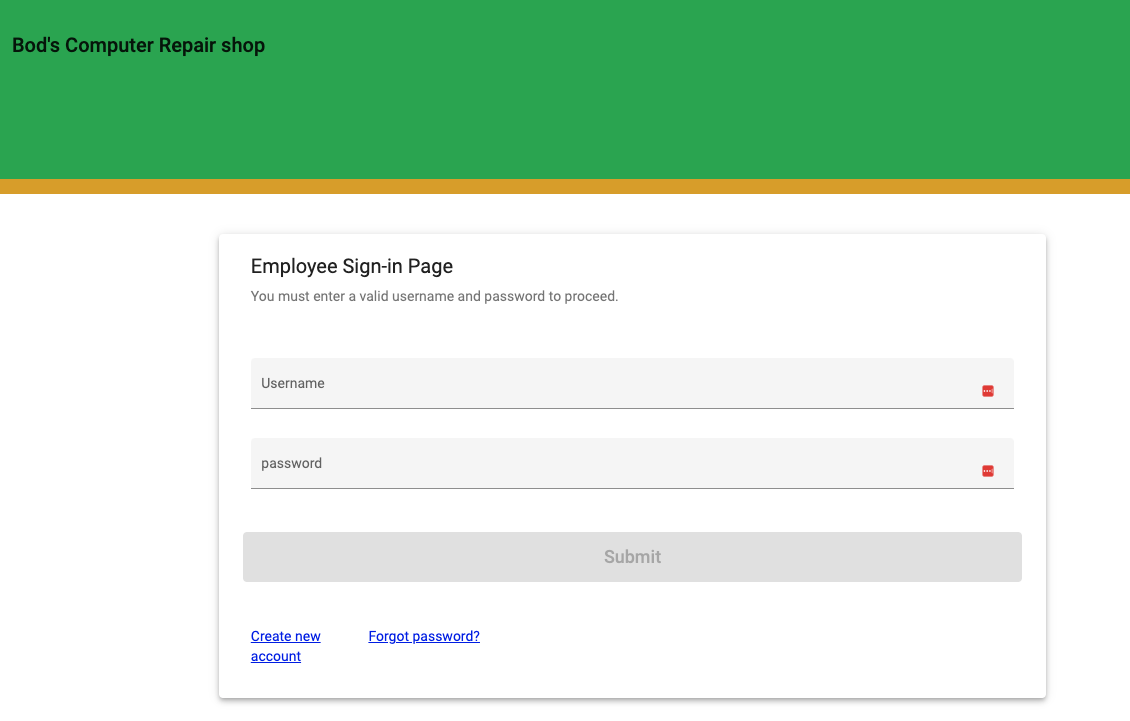 Bod's Computer Repair shop
Employee Sign-in Page
You must enter a valid username and password to proceed.
Username
password
Submit
Create new
account
Forgot password?